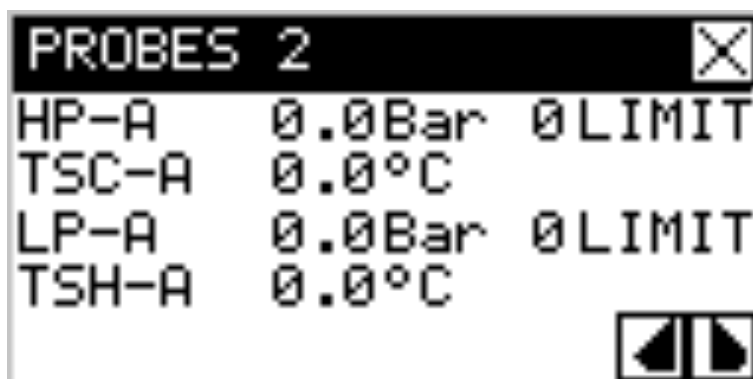 PROBES 2
HP-A 0.0Bar 0LIMIT
TSC-A 0.0°C
LP-A 0.0Bar 0LIMIT
TSH-A 0.0°C